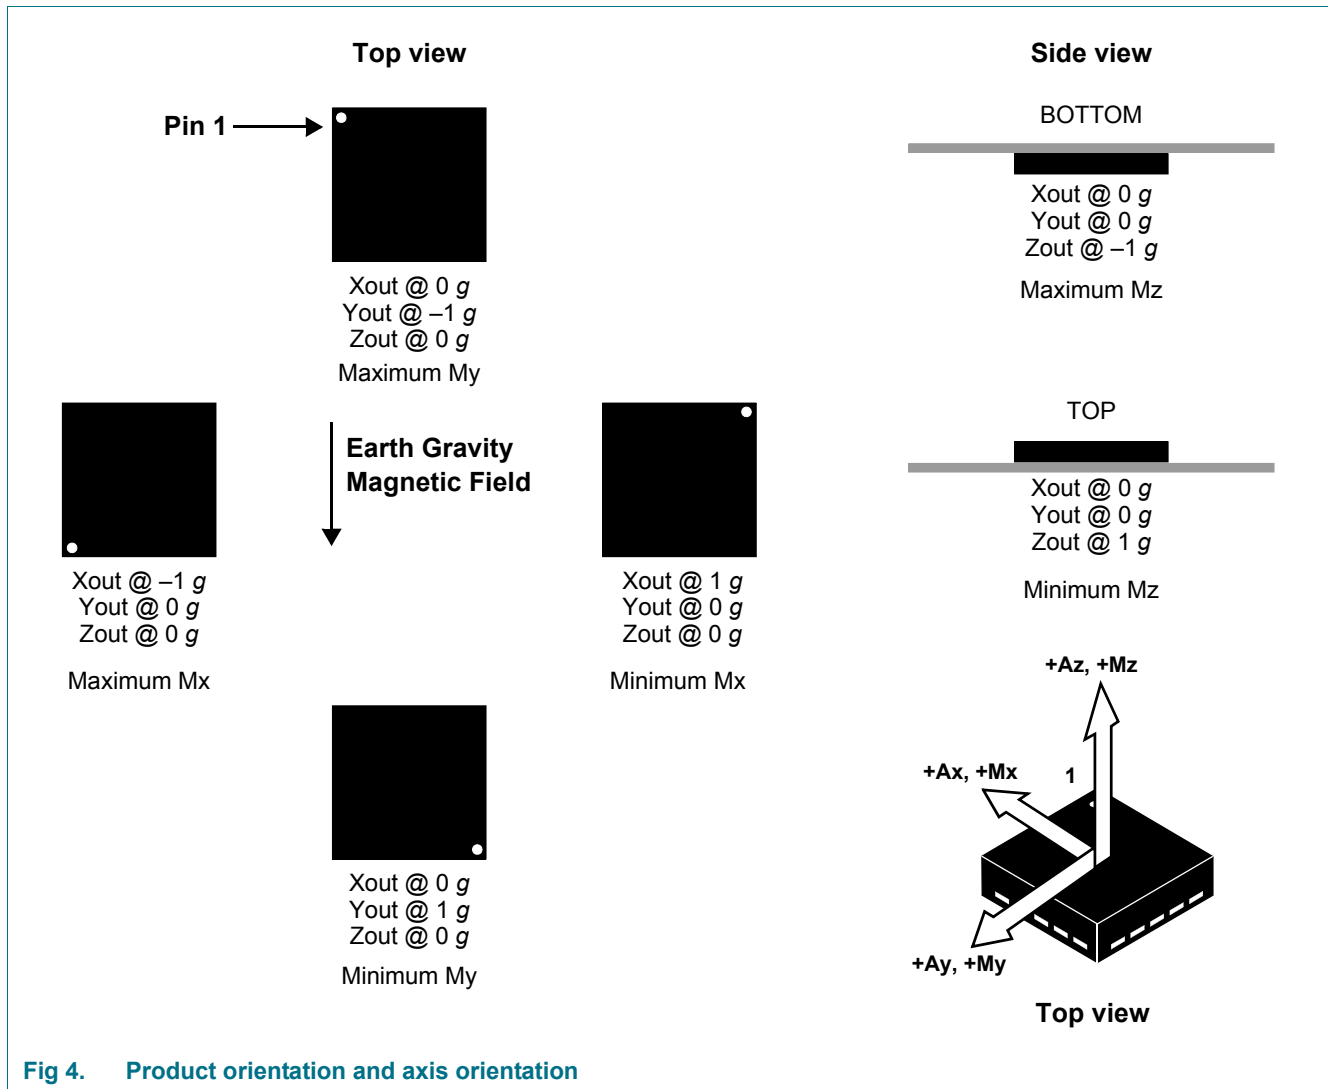 Top view
Pin 1
Xout @ 0 g
Yout @ –1 g
Zout @ 0 g
Maximum My
Earth Gravity
Magnetic Field
Xout @ –1 g
Yout @ 0 g
Zout @ 0 g
Maximum Mx
Xout @ 1 g
Yout @ 0 g
Zout @ 0 g
Minimum Mx
Xout @ 0 g
Yout @ 1 g
Zout @ 0 g
Minimum My
Side view
BOTTOM
Xout @ 0 g
Yout @ 0 g
Zout @ –1 g
Maximum Mz
TOP
Xout @ 0 g
Yout @ 0 g
Zout @ 1 g
Minimum Mz
+Az, +Mz
+Ax, +Mx
1
+Ay, +My
Top view
Fig 4. Product orientation and axis orientation